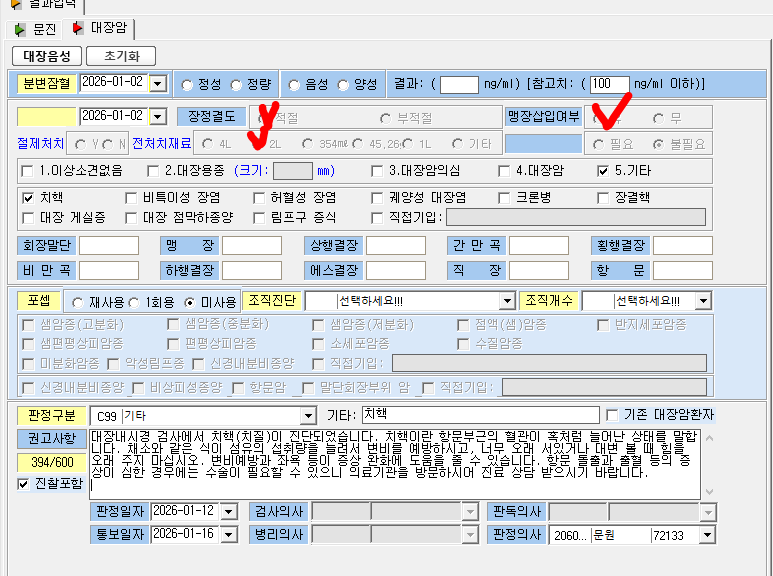 결과입력
문진 대장암
대장음성 초기화
분변잠혈 2026-01-02 정성 정량 음성 양성 결과: ( ng/ml) [참고치: ( 100 ng/ml 이하)]
2026-01-02 장정결도 적절 부적절 맹장삽입여부 무
절제처치 Y N 전처치재료 4L 2L 354㎖ 45,26 1L 기타 필요 불필요
1.이상소견없음 2.대장용종 (크기: mm) 3.대장암의심 4.대장암 5.기타
치핵 비특이성 장염 허혈성 장염 궤양성 대장염 크론병 장결핵
대장 게실증 대장 점막하종양 림프구 증식 직접기입:
회장말단 맹 장 상행결장 간 만 곡 횡행결장
비 만 곡 하행결장 에스결장 직 장 항 문
포셉 재사용 1회용 미사용 조직진단 선택하세요!!! 조직개수 선택하세요!!!
샘암종(고분화) 샘암종(중분화) 샘암종(저분화) 점액(샘)암종 반지세포암종
샘편평상피암종 편평상피암종 소세포암종 수질암종
미분화암종 악성림프종 신경내분비종양 직접기입:
신경내분비종양 비상피성종양 항문암 말단회장부위 암 직접기입:
판정구분 C99 기타 기타: 치핵 기존 대장암환자
권고사항
394/600
진찰포함
대장내시경 검사에서 치핵(치질)이 진단되었습니다. 치핵이란 항문부근의 혈관이 혹처럼 늘어난 상태를 말합
니다. 채소와 같은 식이 섬유의 섭취량을 늘려서 변비를 예방하시고, 너무 오래 서있거나 대변 볼 때 힘을
오래 주지 마십시오. 변비예방과 좌욕 등이 증상 완화에 도움을 줄 수 있습니다. 항문 돌출과 출혈 등의 증
상이 심한 경우에는 수술이 필요할 수 있으니 의료기관을 방문하시어 진료 상담 받으시기 바랍니다.
판정일자 2026-01-12 검사의사 판독의사
통보일자 2026-01-16 병리의사 판정의사 2060... 문원 72133